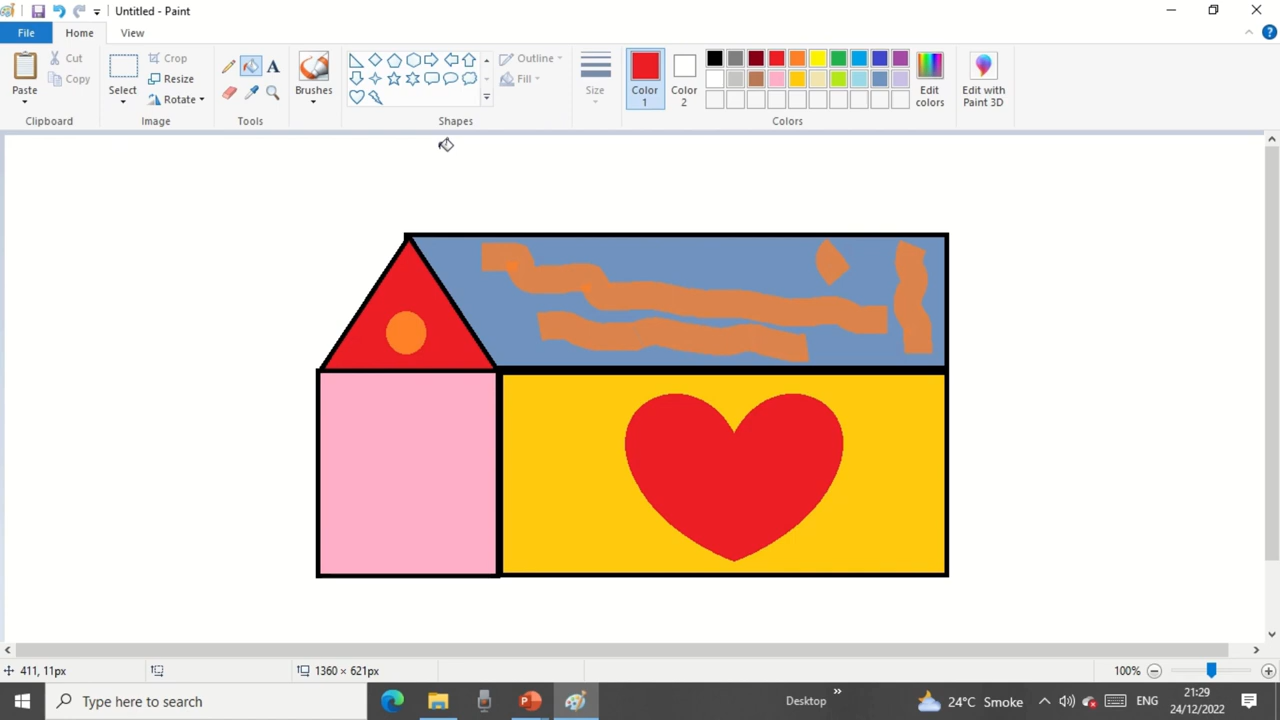 Untitled - Paint
File
Home
View
Paste
Cut
Copy
Clipboard
Select
Crop
Resize
Rotate
Image
A
Tools
Brushes
Outline
Fill
Shapes
Size
Color 1
Color 2
Edit colors
Colors
Edit with Paint 3D
411, 11px
1360 × 621px
100%
Type here to search
Desktop
24°C Smoke
ENG
21:29
24/12/2022